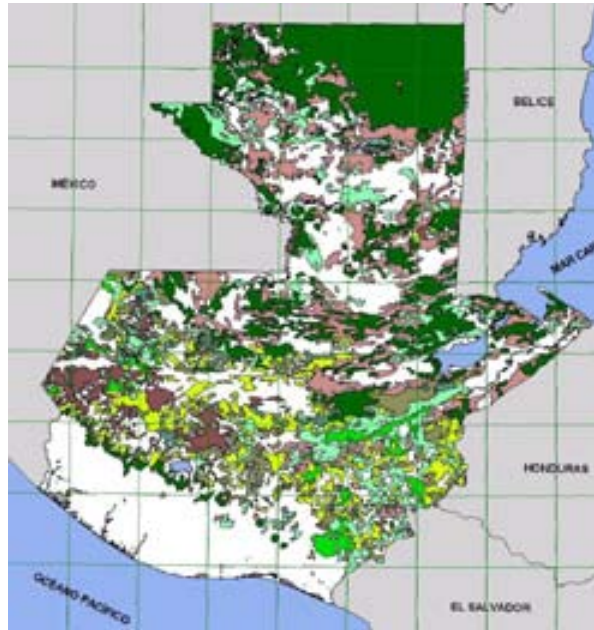 BELICE
MEXICO
MAR CAR
HONDURAS
OCEANO PACIFICO
EL SALVADOR